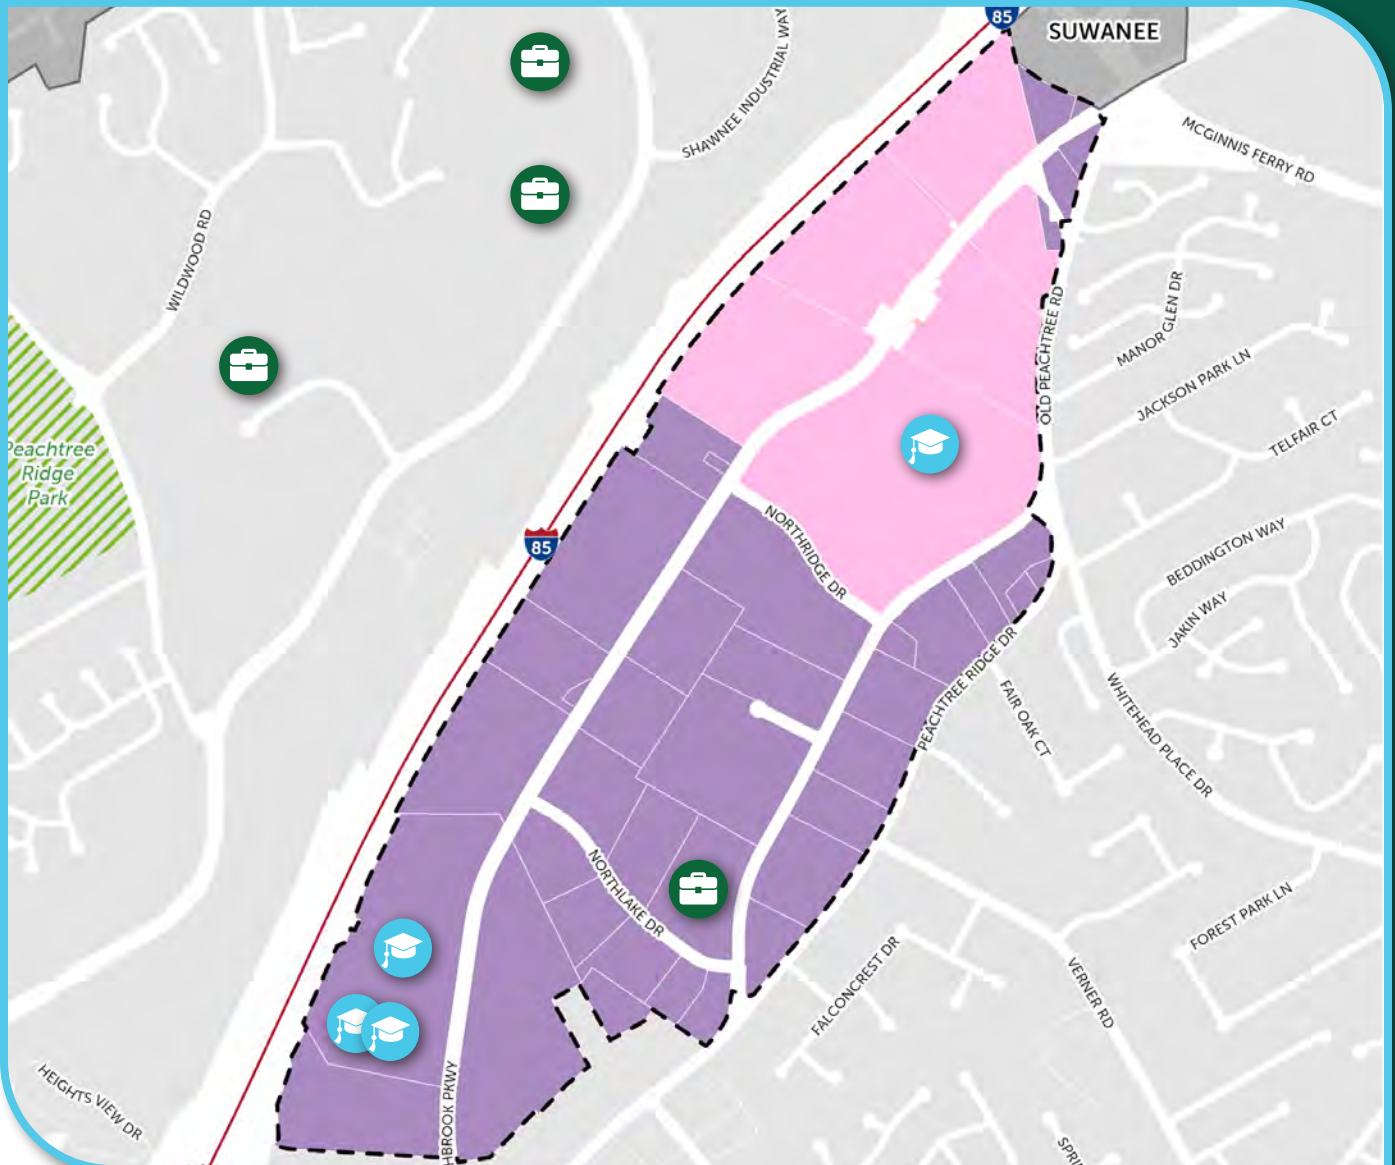 85
SUWANEE
SHAWNEE INDUSTRIAL WAY
MCGINNIS FERRY RD
WILDWOOD RD
MANOR GLEN DR
OLD PEACHTREE RD
JACKSON PARK LN
TELFAIR CT
Peachtree
Ridge
Park
NORTHRIDGE DR
85
BEDDINGTON WAY
JAKIN WAY
PEACHTREE RIDGE DR
FAIR OAK CT
WHITEHEAD PLACE DR
NORTHLAKE DR
FOREST PARK LN
FALCONCREST DR
VERNER RD
HEIGHTS VIEW DR
HBROOK PKWY
SPRI